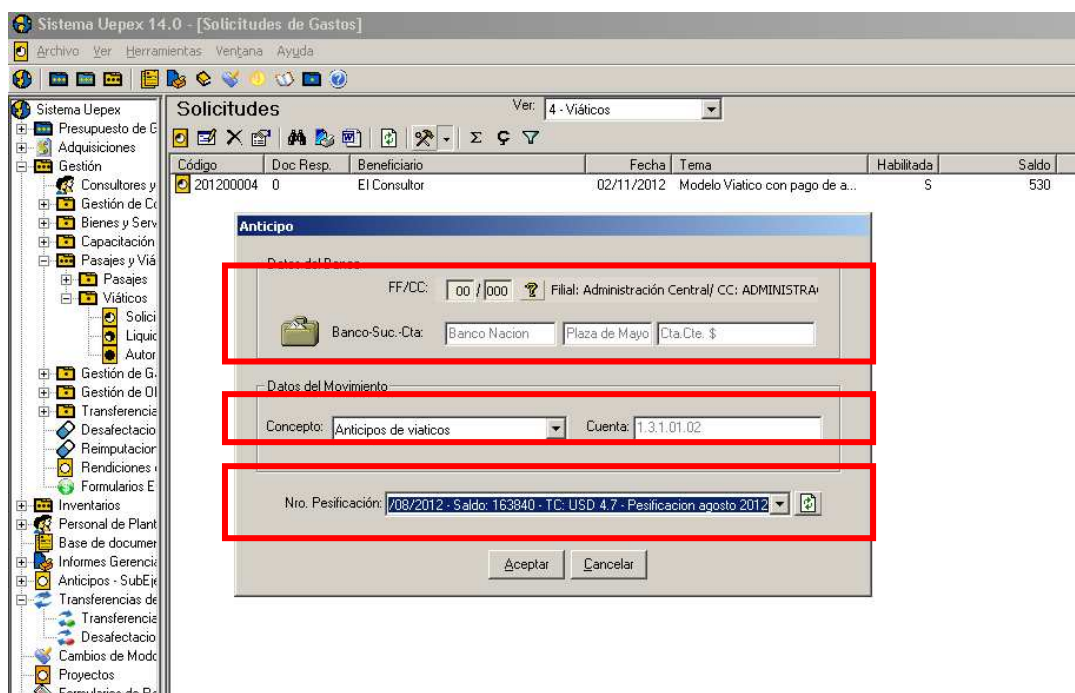 Sistema Uepex 14.0 - [Solicitudes de Gastos]
Archivo Ver Herramientas Ventana Ayuda
Sistema Uepex
Presupuesto de G
Adquisiciones
Gestión
Consultores y
Gestión de Co
Bienes y Serv
Capacitación
Pasajes y Viá
Pasajes
Viáticos
Solici
Liquid
Autor
Gestión de G.
Gestión de Ol
Transferencia
Desafectacio
Reimputacior
Rendiciones
Formularios E
Inventarios
Personal de Plant
Base de documer
Informes Gerencia
Anticipos - SubEje
Transferencias de
Transferencia
Desafectacio
Cambios de Modo
Proyectos
Solicitudes
Ver: 4 - Viáticos
Código Doc Resp. Beneficiario Fecha Tema Habilitada Saldo
201200004 0 El Consultor 02/11/2012 Modelo Viatico con pago de a... S 530
Anticipo
Datos del Banco
FF/CC: 00 / 000 Filial: Administración Central/ CC: ADMINISTRA
Banco-Suc.-Cta: Banco Nacion Plaza de Mayo Cta.Cte. $
Datos del Movimiento
Concepto: Anticipos de viaticos Cuenta: 1.3.1.01.02
Nro. Pesificación: /08/2012 - Saldo: 163840 - TC: USD 4.7 - Pesificacion agosto 2012
Aceptar Cancelar